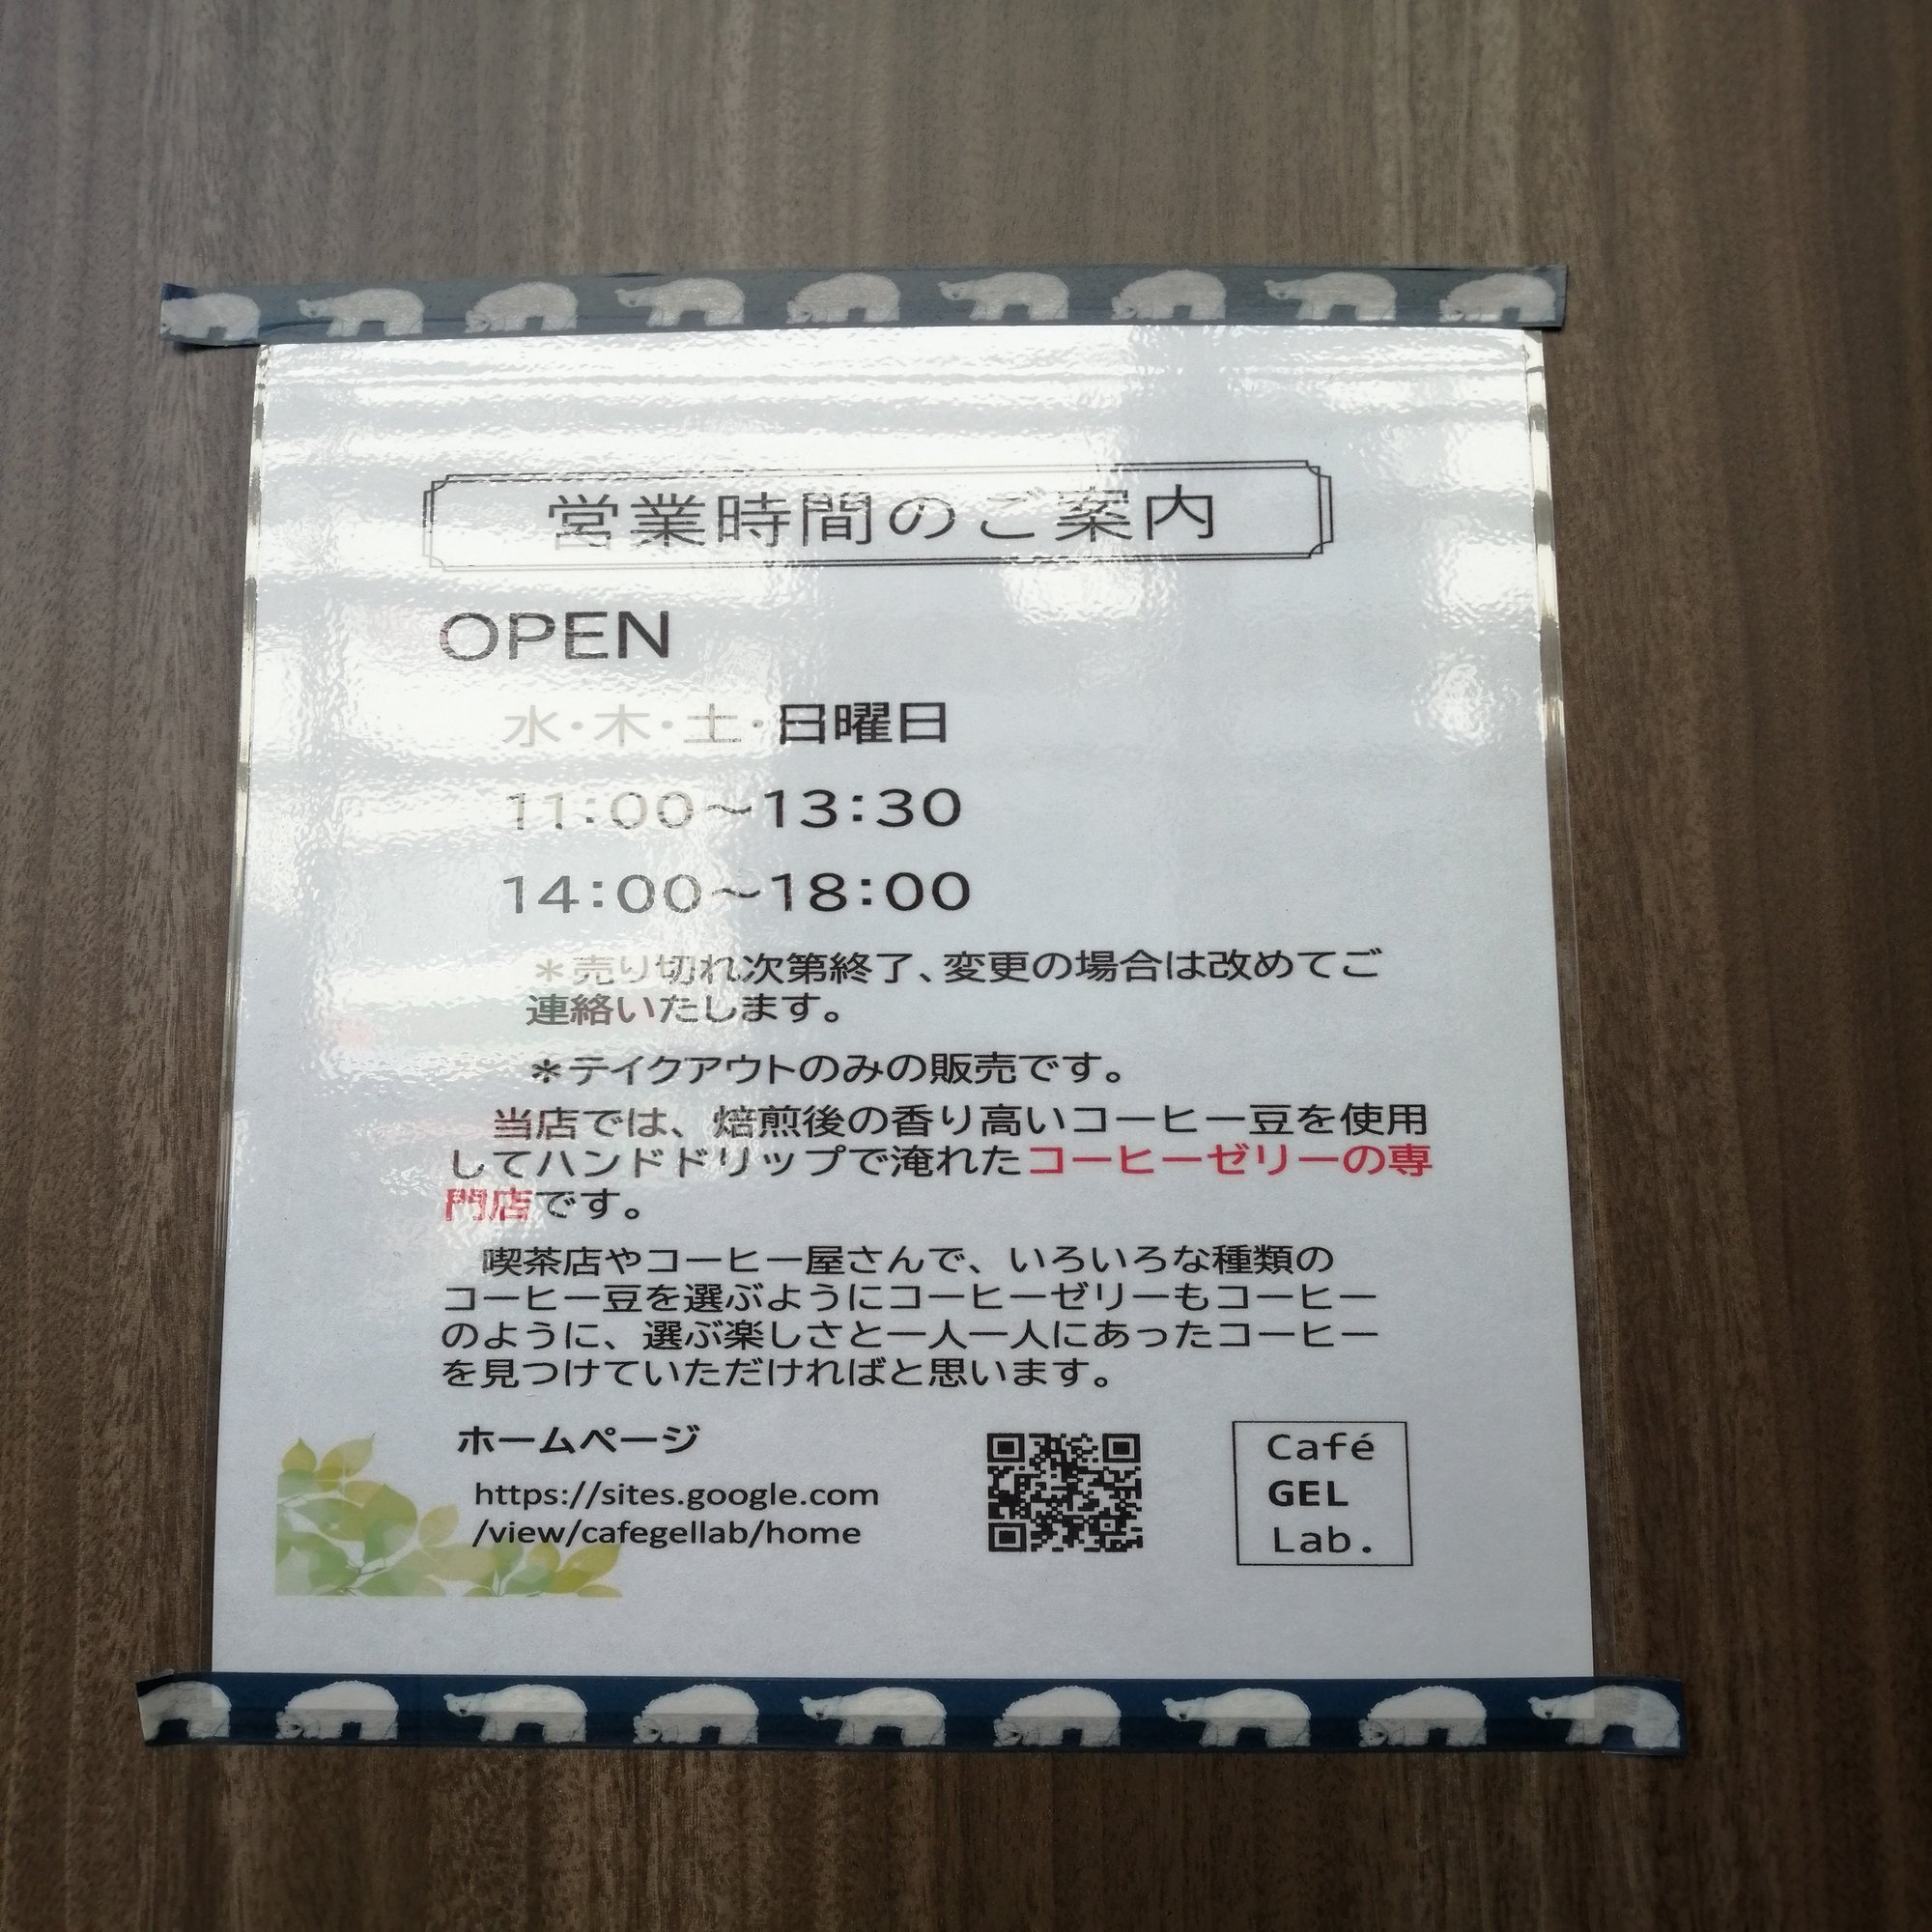 営業時間のご案内
OPEN
水・木・土・日曜日
11:00～13:30
14:00～18:00
＊売り切れ次第終了、変更の場合は改めてご
連絡いたします。
＊テイクアウトのみの販売です。
当店では、焙煎後の香り高いコーヒー豆を使用
してハンドドリップで淹れたコーヒーゼリーの専
門店です。
喫茶店やコーヒー屋さんで、いろいろな種類の
コーヒー豆を選ぶようにコーヒーゼリーもコーヒー
のように、選ぶ楽しさと一人一人にあったコーヒー
を見つけていただければと思います。
ホームページ
https://sites.google.com
/view/cafegellab/home
Café
GEL
Lab.